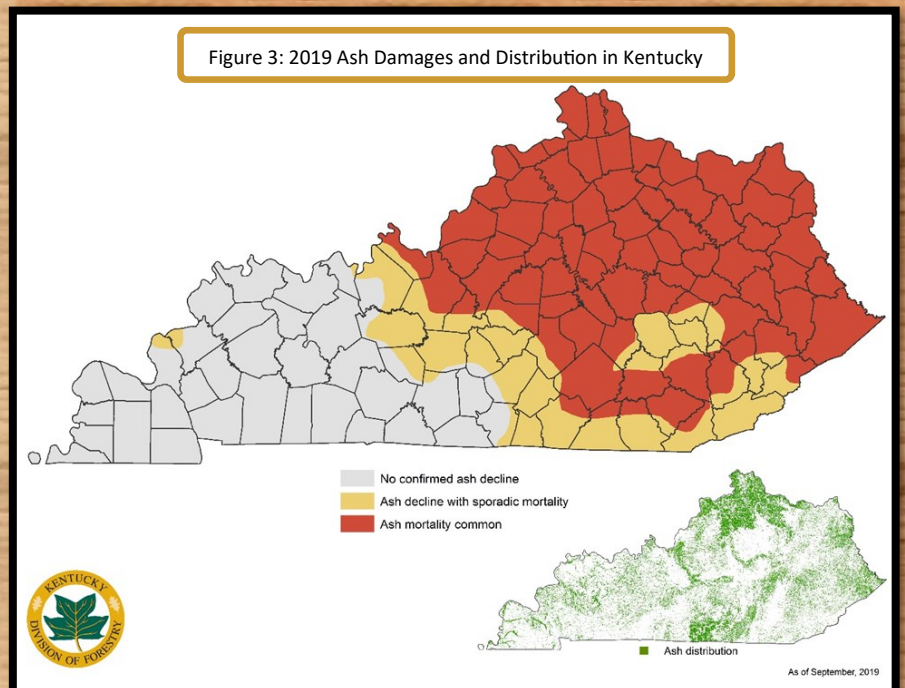 Figure 3: 2019 Ash Damages and Distribution in Kentucky
No confirmed ash decline
Ash decline with sporadic mortality
Ash mortality common
KENTUCKY
DIVISION OF FORESTRY
Ash distribution
As of September, 2019